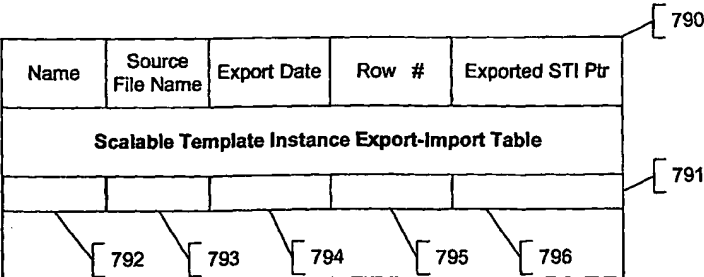 790
Name Source File Name Export Date Row # Exported STI Ptr
Scalable Template Instance Export-Import Table
791
792 793 794 795 796